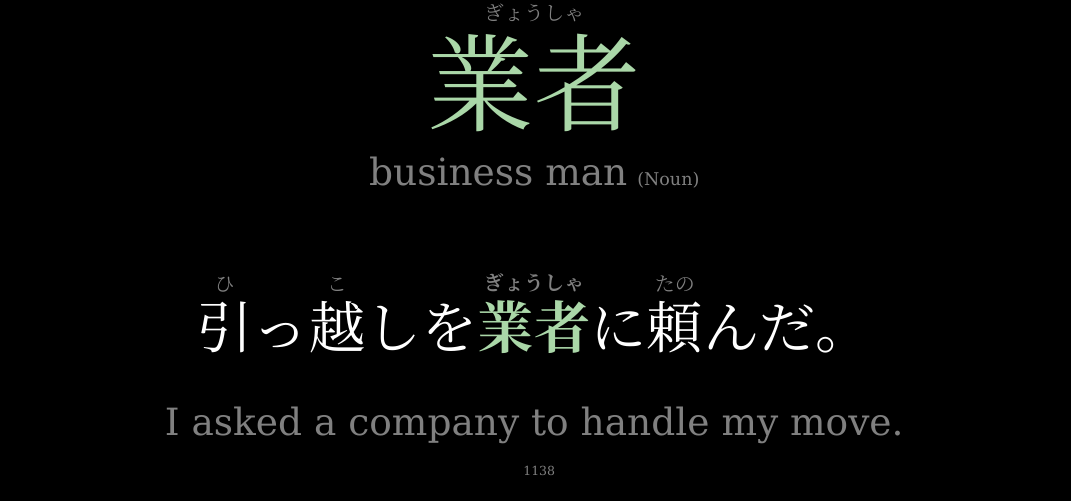 ぎょうしゃ
業者
business man (Noun)
ひ こ ぎょうしゃ たの
引っ越しを業者に頼んだ。
I asked a company to handle my move.
1138